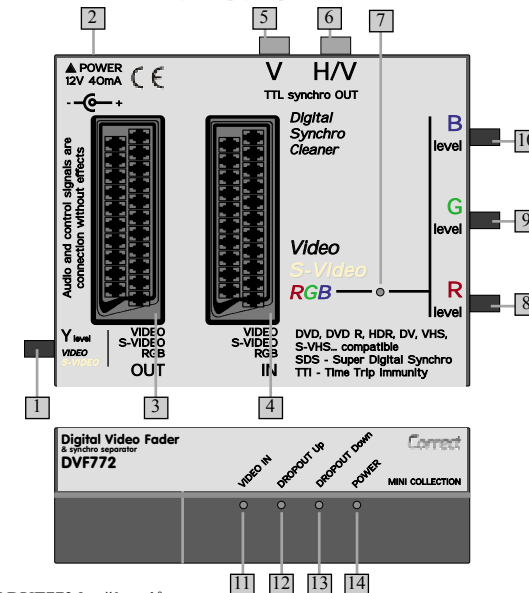 2
5
6
7
▲ POWER
12V 40mA CE
- +
V H/V
TTL synchro OUT
Audio and control signals are
connection without effects
Digital
Synchro
Cleaner
B
level
10
G
level
9
R
level
8
Video
S-Video
RGB
Y level
VIDEO
S-VIDEO
VIDEO
S-VIDEO
RGB
OUT
VIDEO
S-VIDEO
RGB
IN
DVD, DVD R, HDR, DV, VHS,
S-VHS... compatible
SDS - Super Digital Synchro
TTI - Time Trip Immunity
1
3
4
Digital Video Fader
& synchro separator
DVF772
Correct
MINI COLLECTION
VIDEO IN
DROPOUT Up
DROPOUT Down
POWER
11
12
13
14